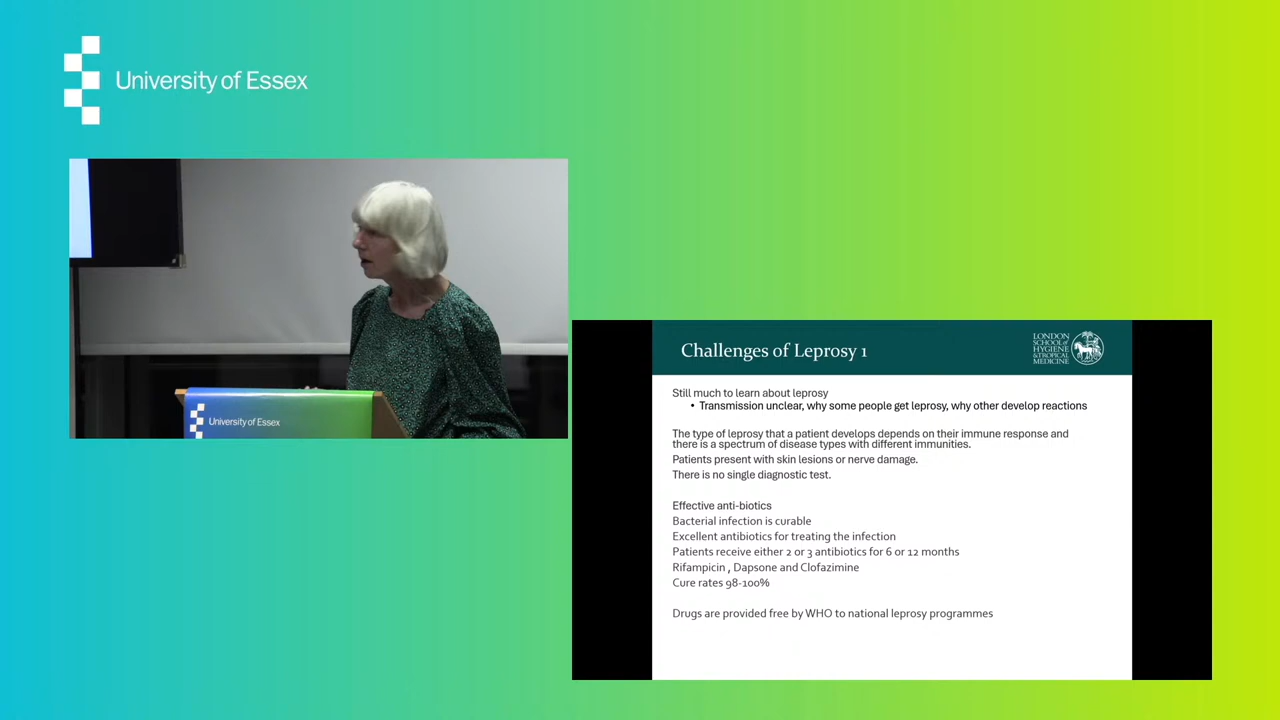 University of Essex
University of Essex
Challenges of Leprosy 1
LONDON
SCHOOL of
HYGIENE
& TROPICAL
MEDICINE
Still much to learn about leprosy
• Transmission unclear, why some people get leprosy, why other develop reactions
The type of leprosy that a patient develops depends on their immune response and
there is a spectrum of disease types with different immunities.
Patients present with skin lesions or nerve damage.
There is no single diagnostic test.
Effective anti-biotics
Bacterial infection is curable
Excellent antibiotics for treating the infection
Patients receive either 2 or 3 antibiotics for 6 or 12 months
Rifampicin , Dapsone and Clofazimine
Cure rates 98-100%
Drugs are provided free by WHO to national leprosy programmes